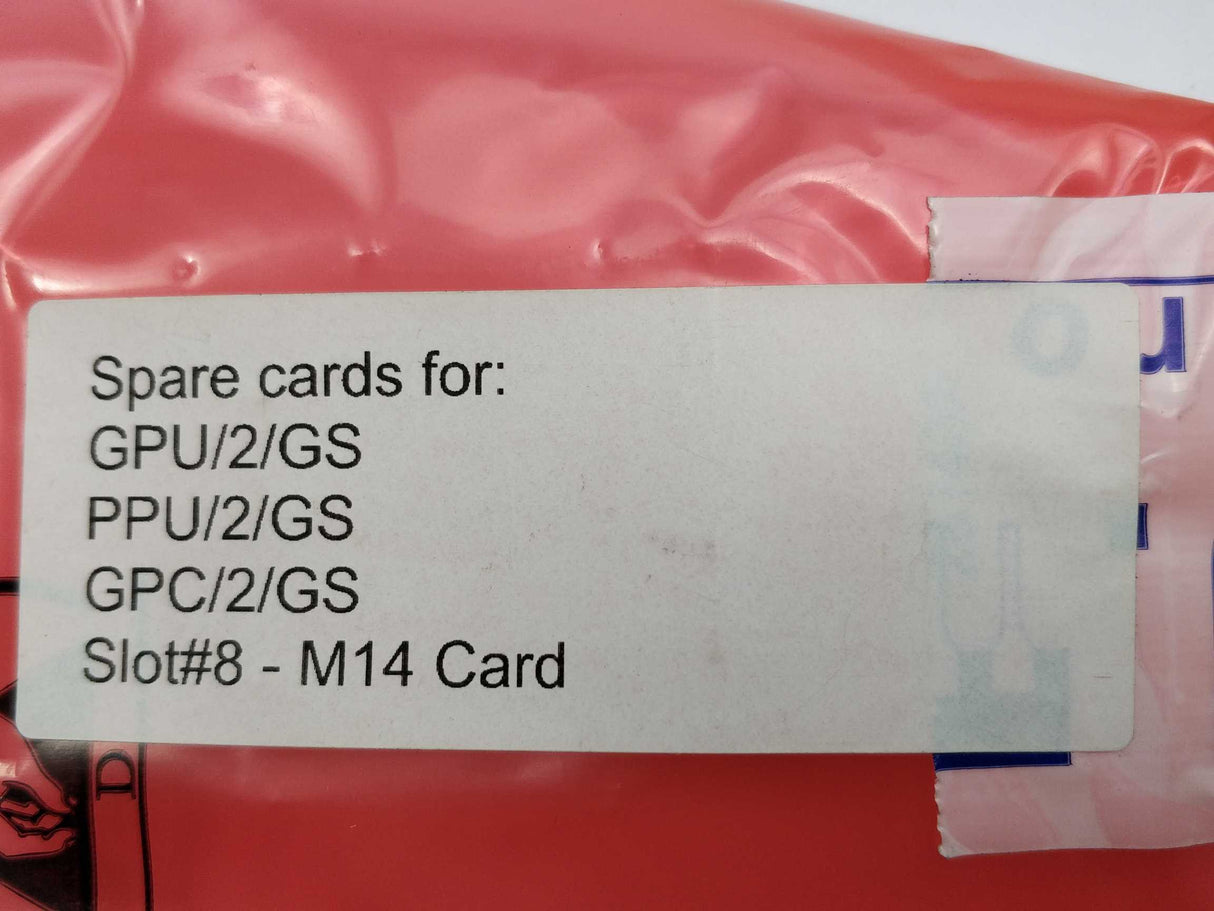 Spare cards for:
GPU/2/GS
PPU/2/GS
GPC/2/GS
Slot#8 - M14 Card